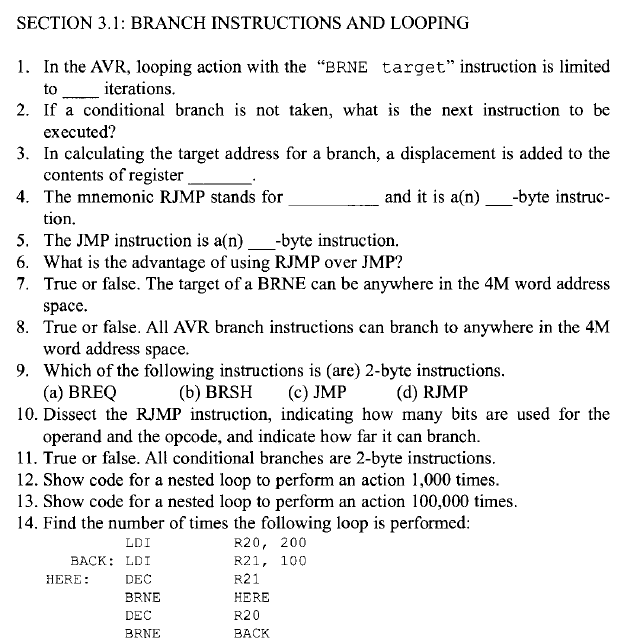 SECTION 3.1: BRANCH INSTRUCTIONS AND LOOPING
1. In the AVR, looping action with the “BRNE target” instruction is limited
to ____ iterations.
2. If a conditional branch is not taken, what is the next instruction to be
executed?
3. In calculating the target address for a branch, a displacement is added to the
contents of register _______.
4. The mnemonic RJMP stands for __________ and it is a(n) ___-byte instruc-
tion.
5. The JMP instruction is a(n) ___-byte instruction.
6. What is the advantage of using RJMP over JMP?
7. True or false. The target of a BRNE can be anywhere in the 4M word address
space.
8. True or false. All AVR branch instructions can branch to anywhere in the 4M
word address space.
9. Which of the following instructions is (are) 2-byte instructions.
(a) BREQ (b) BRSH (c) JMP (d) RJMP
10. Dissect the RJMP instruction, indicating how many bits are used for the
operand and the opcode, and indicate how far it can branch.
11. True or false. All conditional branches are 2-byte instructions.
12. Show code for a nested loop to perform an action 1,000 times.
13. Show code for a nested loop to perform an action 100,000 times.
14. Find the number of times the following loop is performed:
LDI R20, 200
BACK: LDI R21, 100
HERE: DEC R21
BRNE HERE
DEC R20
BRNE BACK